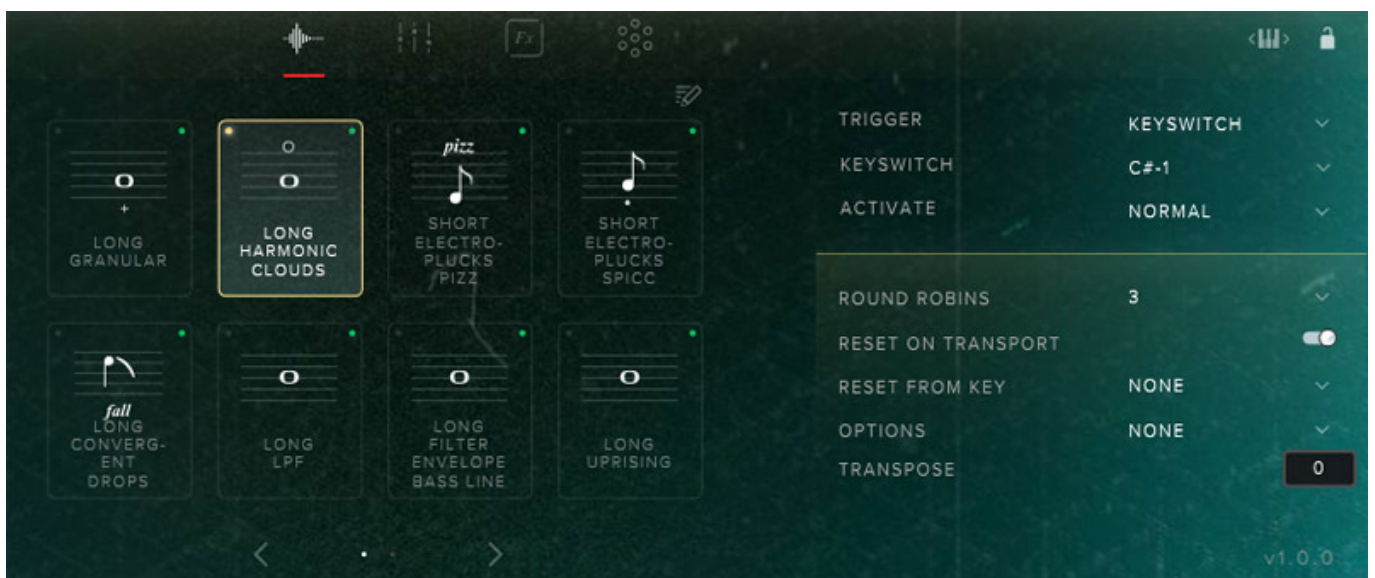 Fx
LONG
GRANULAR
LONG
HARMONIC
CLOUDS
pizz
SHORT
ELECTRO-
PLUCKS
PIZZ
SHORT
ELECTRO-
PLUCKS
SPICC
fall
LONG
CONVERG-
ENT
DROPS
LONG
LPF
LONG
FILTER
ENVELOPE
BASS LINE
LONG
UPRISING
TRIGGER KEYSWITCH
KEYSWITCH C#-1
ACTIVATE NORMAL
ROUND ROBINS 3
RESET ON TRANSPORT
RESET FROM KEY NONE
OPTIONS NONE
TRANSPOSE 0
v1.0.0